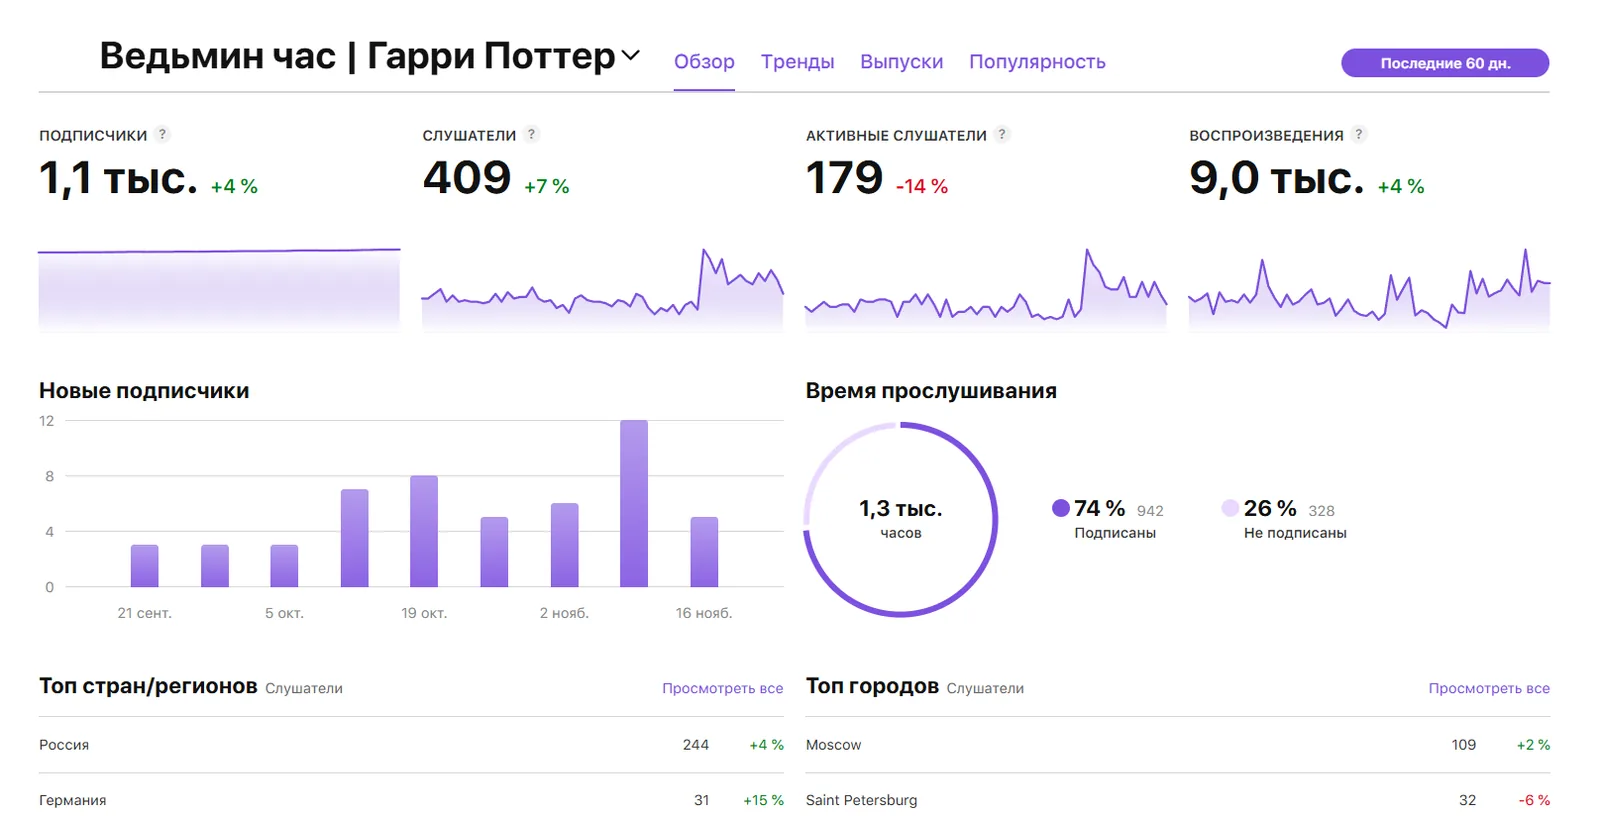 Ведьмин час | Гарри Поттер
Обзор Тренды Выпуски Популярность
Последние 60 дн.
ПОДПИСЧИКИ ?
1,1 тыс. +4 %
СЛУШАТЕЛИ ?
409 +7 %
АКТИВНЫЕ СЛУШАТЕЛИ ?
179 -14 %
ВОСПРОИЗВЕДЕНИЯ ?
9,0 тыс. +4 %
Новые подписчики
12
8
4
0
21 сент. 5 окт. 19 окт. 2 нояб. 16 нояб.
Время прослушивания
1,3 тыс.
часов
74 % 942
Подписаны
26 % 328
Не подписаны
Топ стран/регионов Слушатели Просмотреть все
Россия 244 +4 %
Германия 31 +15 %
Топ городов Слушатели Просмотреть все
Moscow 109 +2 %
Saint Petersburg 32 -6 %